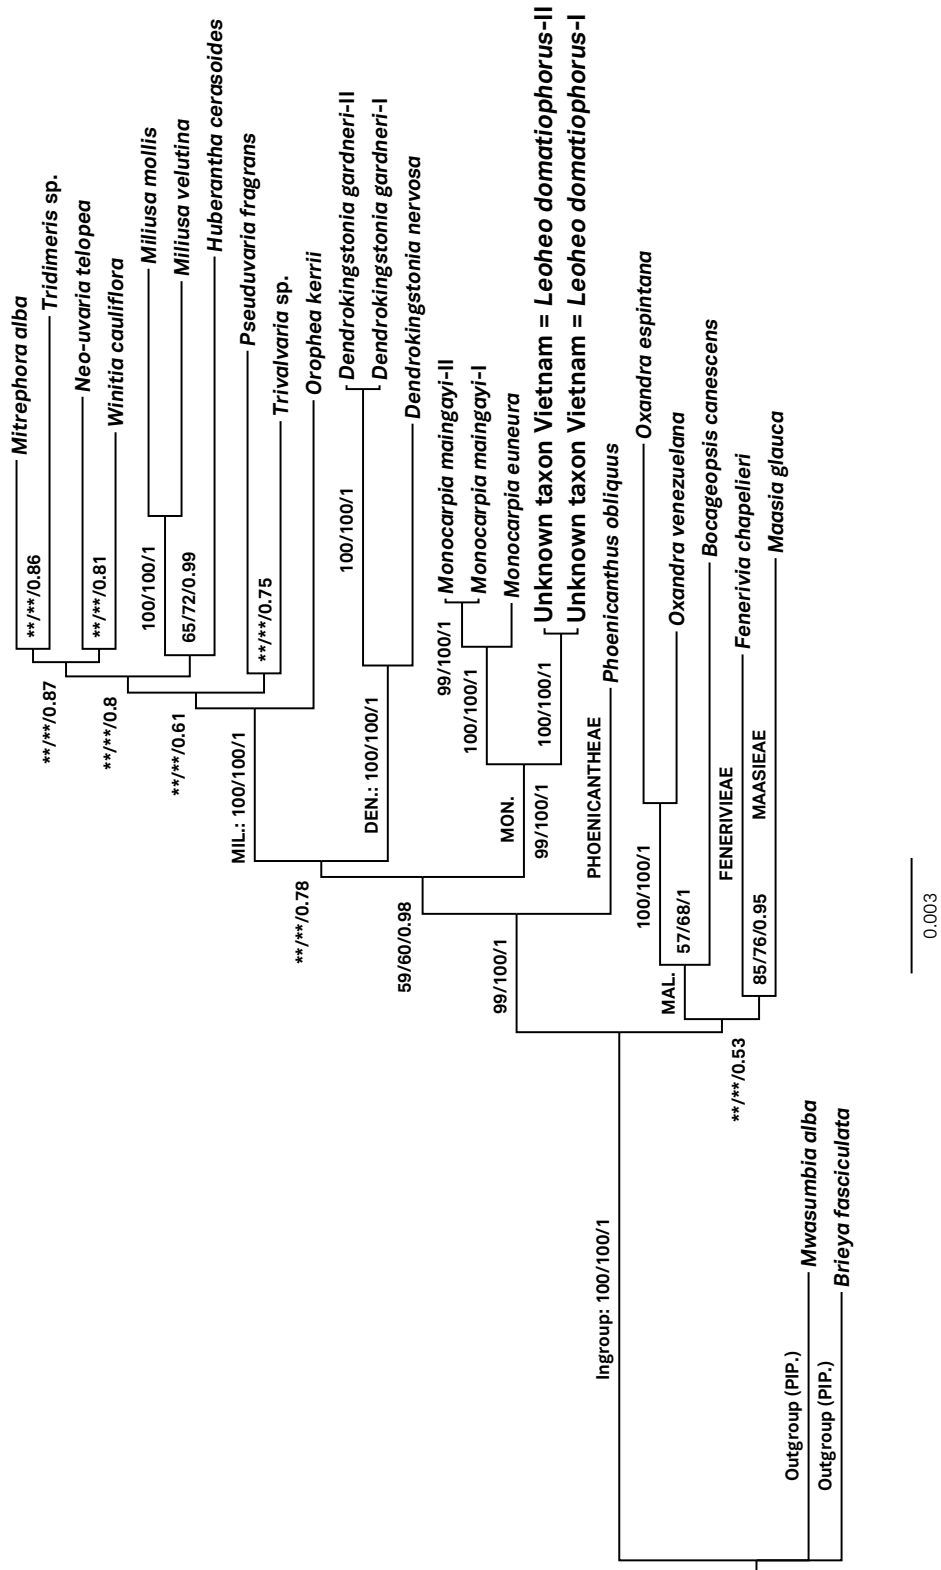 Mitrephora alba
**/**/0.86
Tridimeris sp.
**/**/0.87
Neo-uvaria telopea
**/**/0.81
Winitia cauliflora
**/**/0.8
Miliusa mollis
100/100/1
Miliusa velutina
65/72/0.99
Huberantha cerasoides
**/**/0.61
Pseuduvaria fragrans
**/**/0.75
Trivalvaria sp.
Orophea kerrii
MIL.: 100/100/1
Dendrokingstonia gardneri-II
100/100/1
Dendrokingstonia gardneri-I
DEN.: 100/100/1
Dendrokingstonia nervosa
**/**/0.78
Monocarpia maingayi-II
99/100/1
Monocarpia maingayi-I
100/100/1
Monocarpia euneura
MON.
99/100/1
Unknown taxon Vietnam = Leoheo domatiophorus-II
100/100/1
Unknown taxon Vietnam = Leoheo domatiophorus-I
59/60/0.98
PHOENICANTHEAE
Phoenicanthus obliquus
99/100/1
Oxandra espintana
100/100/1
Oxandra venezuelana
MAL.
57/68/1
Bocageopsis canescens
FENERIVIEAE
Fenerivia chapelieri
85/76/0.95
MAASIEAE
Maasia glauca
**/**/0.53
Ingroup: 100/100/1
Outgroup (PIP.)
Mwasumbia alba
Outgroup (PIP.)
Brieya fasciculata
0.003